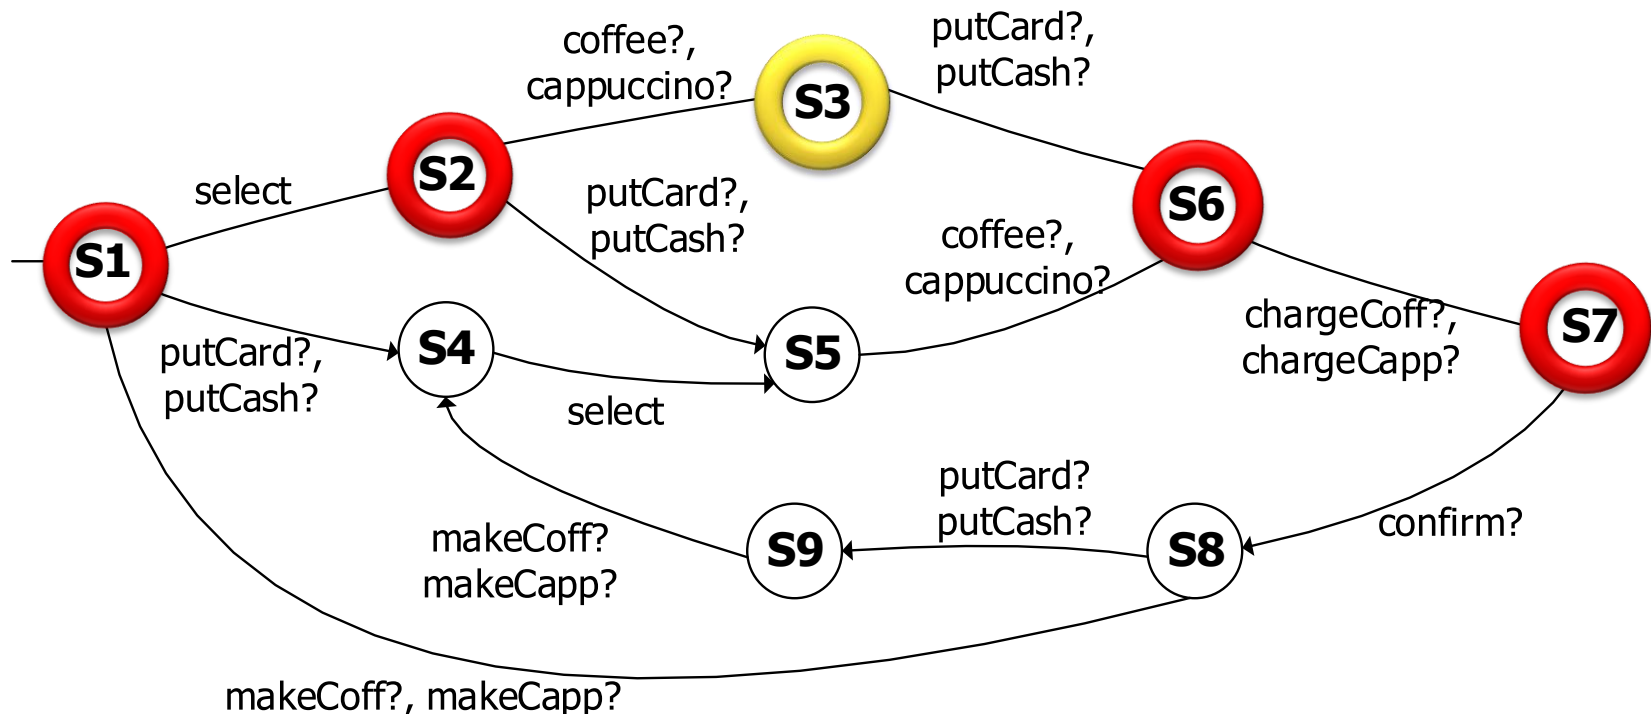 putCard?,
putCash?
coffee?,
cappuccino?
S3
S2
select
putCard?,
putCash?
S6
coffee?,
cappuccino?
S1
chargeCoff?,
chargeCapp?
S7
putCard?,
putCash?
S4
S5
select
putCard?
putCash?
confirm?
makeCoff?
makeCapp?
S9
S8
makeCoff?, makeCapp?